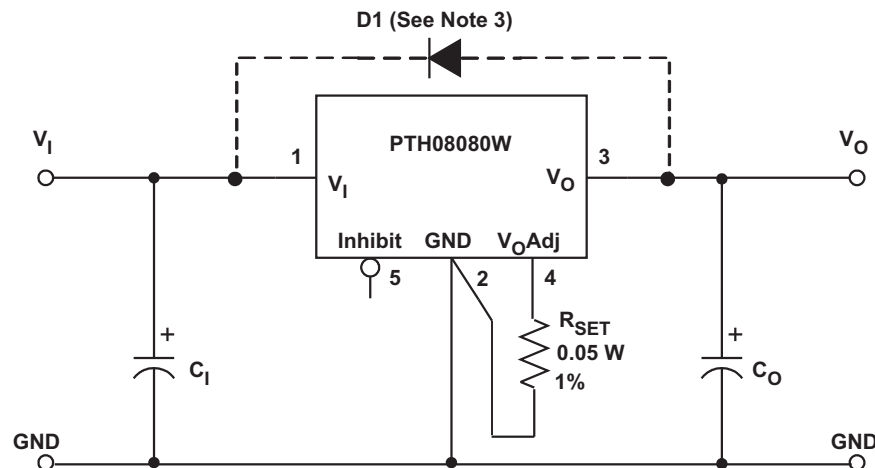 D1 (See Note 3)
V_I
V_O
PTH08080W
1
3
V_I
V_O
Inhibit
GND
V_OAdj
5
2
4
R_SET
0.05 W
1%
+
C_I
+
C_O
GND
GND